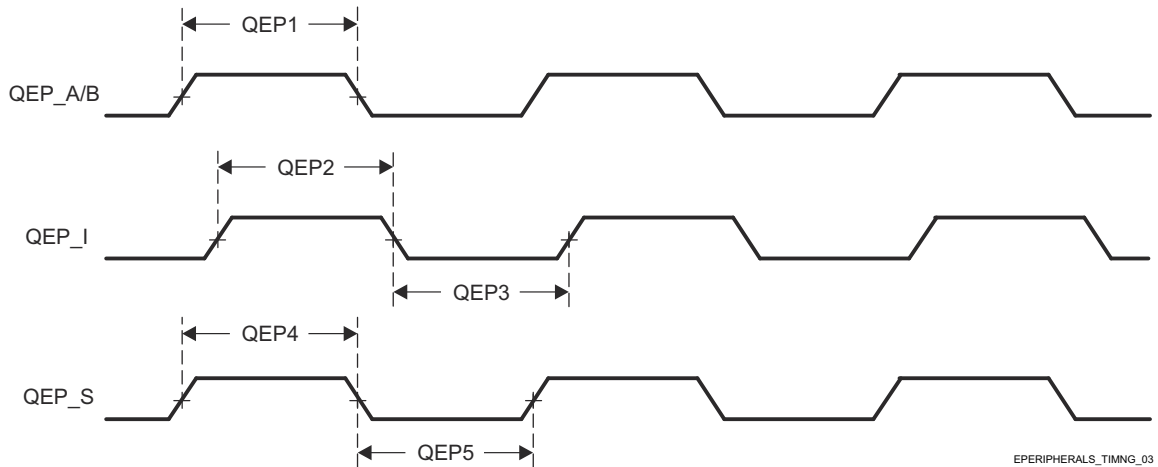 QEP1
QEP_A/B
QEP2
QEP_I
QEP3
QEP4
QEP_S
QEP5
EPERIPHERALS_TIMNG_03